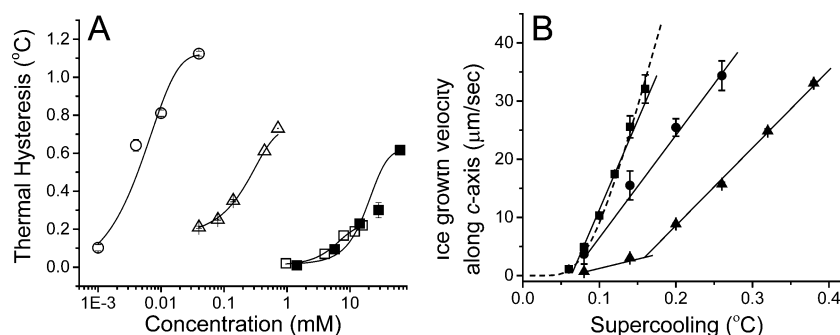 A
Thermal Hysteresis (°C)
1.2
1.0
0.8
0.6
0.4
0.2
0.0
1E-3 0.01 0.1 1 10
Concentration (mM)
B
Ice growth velocity
along c-axis (μm/sec)
40
30
20
10
0
0.0 0.1 0.2 0.3 0.4
Supercooling (°C)